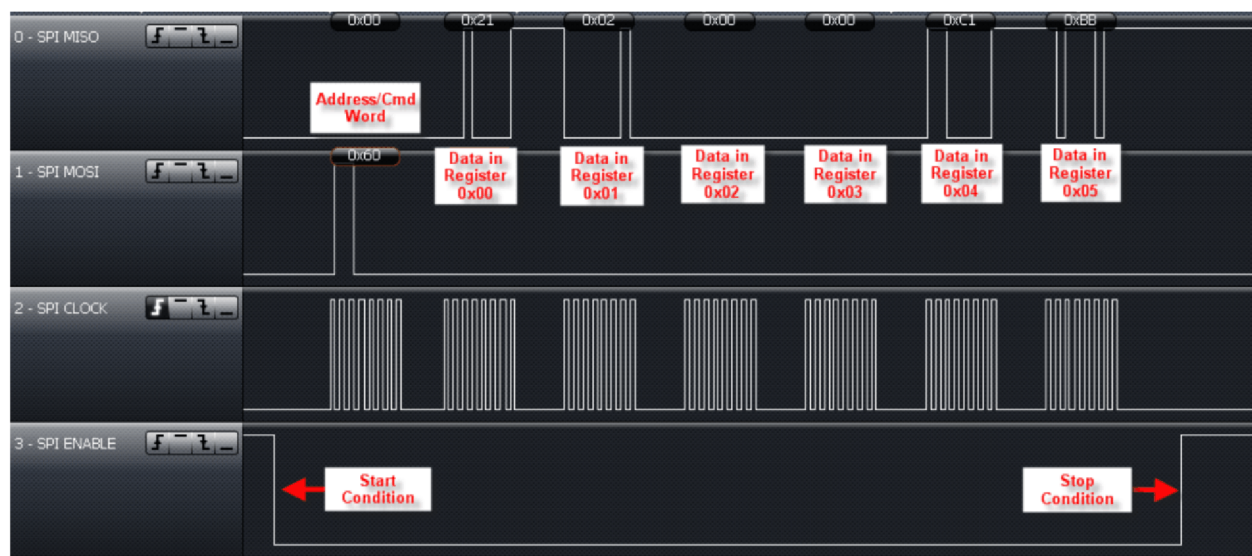 0x00 0x21 0x02 0x00 0x00 0xC1 0xBB
0 - SPI MISO
Address/Cmd
Word
0x60
1 - SPI MOSI
Data in
Register
0x00
Data in
Register
0x01
Data in
Register
0x02
Data in
Register
0x03
Data in
Register
0x04
Data in
Register
0x05
2 - SPI CLOCK
3 - SPI ENABLE
Start
Condition
Stop
Condition